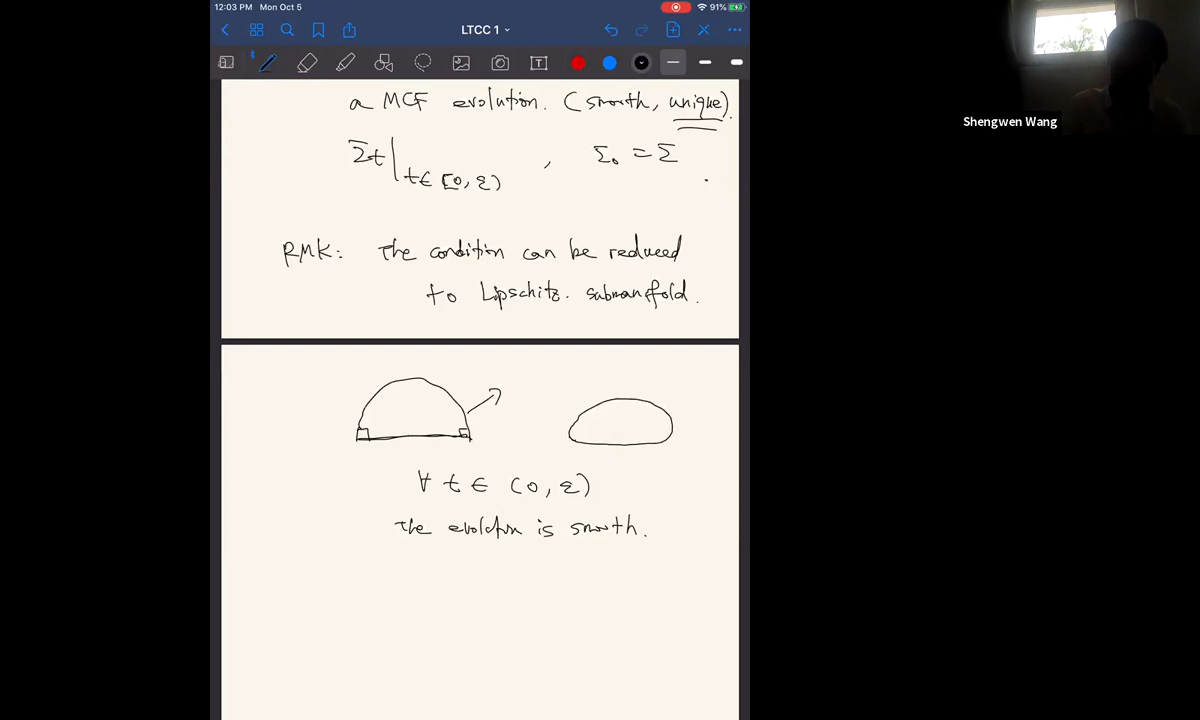 12:03 PM Mon Oct 5
91%
LTCC 1
T
a MCF evolution. (smooth, unique).
Σt | t∈ [0, ε) , Σ₀ = Σ .
RMK: The condition can be reduced
to Lipschitz. submanifold.
∀ t ∈ (0, ε)
The evolution is smooth.
Shengwen Wang